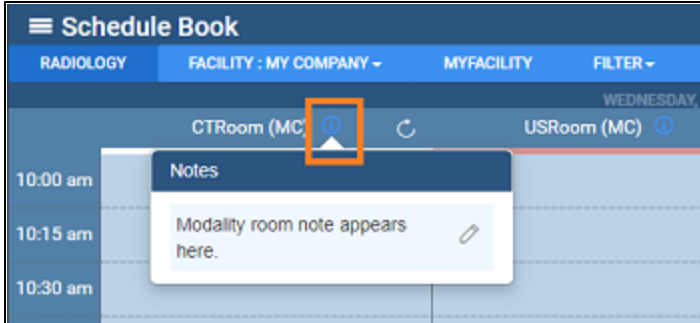 Schedule Book
RADIOLOGY FACILITY : MY COMPANY MYFACILITY FILTER
WEDNESDAY,
CTRoom (MC) USRoom (MC)
Notes
10:00 am
Modality room note appears
here.
10:15 am
10:30 am